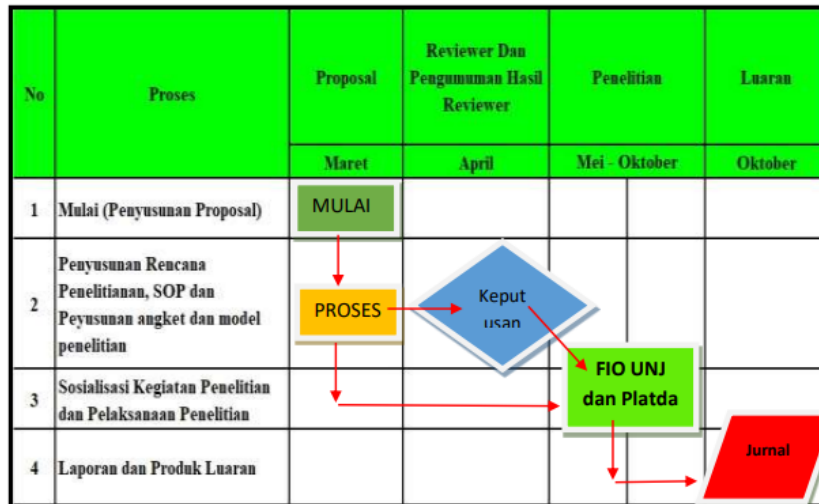 No
Proses
Proposal
Reviewer Dan
Pengumuman Hasil
Reviewer
Penelitian
Luaran
Maret
April
Mei - Oktober
Oktober
1
Mulai (Penyusunan Proposal)
MULAI
2
Penyusunan Rencana
Penelitianan, SOP dan
Peyusunan angket dan model
penelitian
PROSES
Keput
usan
3
Sosialisasi Kegiatan Penelitian
dan Pelaksanaan Penelitian
FIO UNJ
dan Platda
4
Laporan dan Produk Luaran
Jurnal